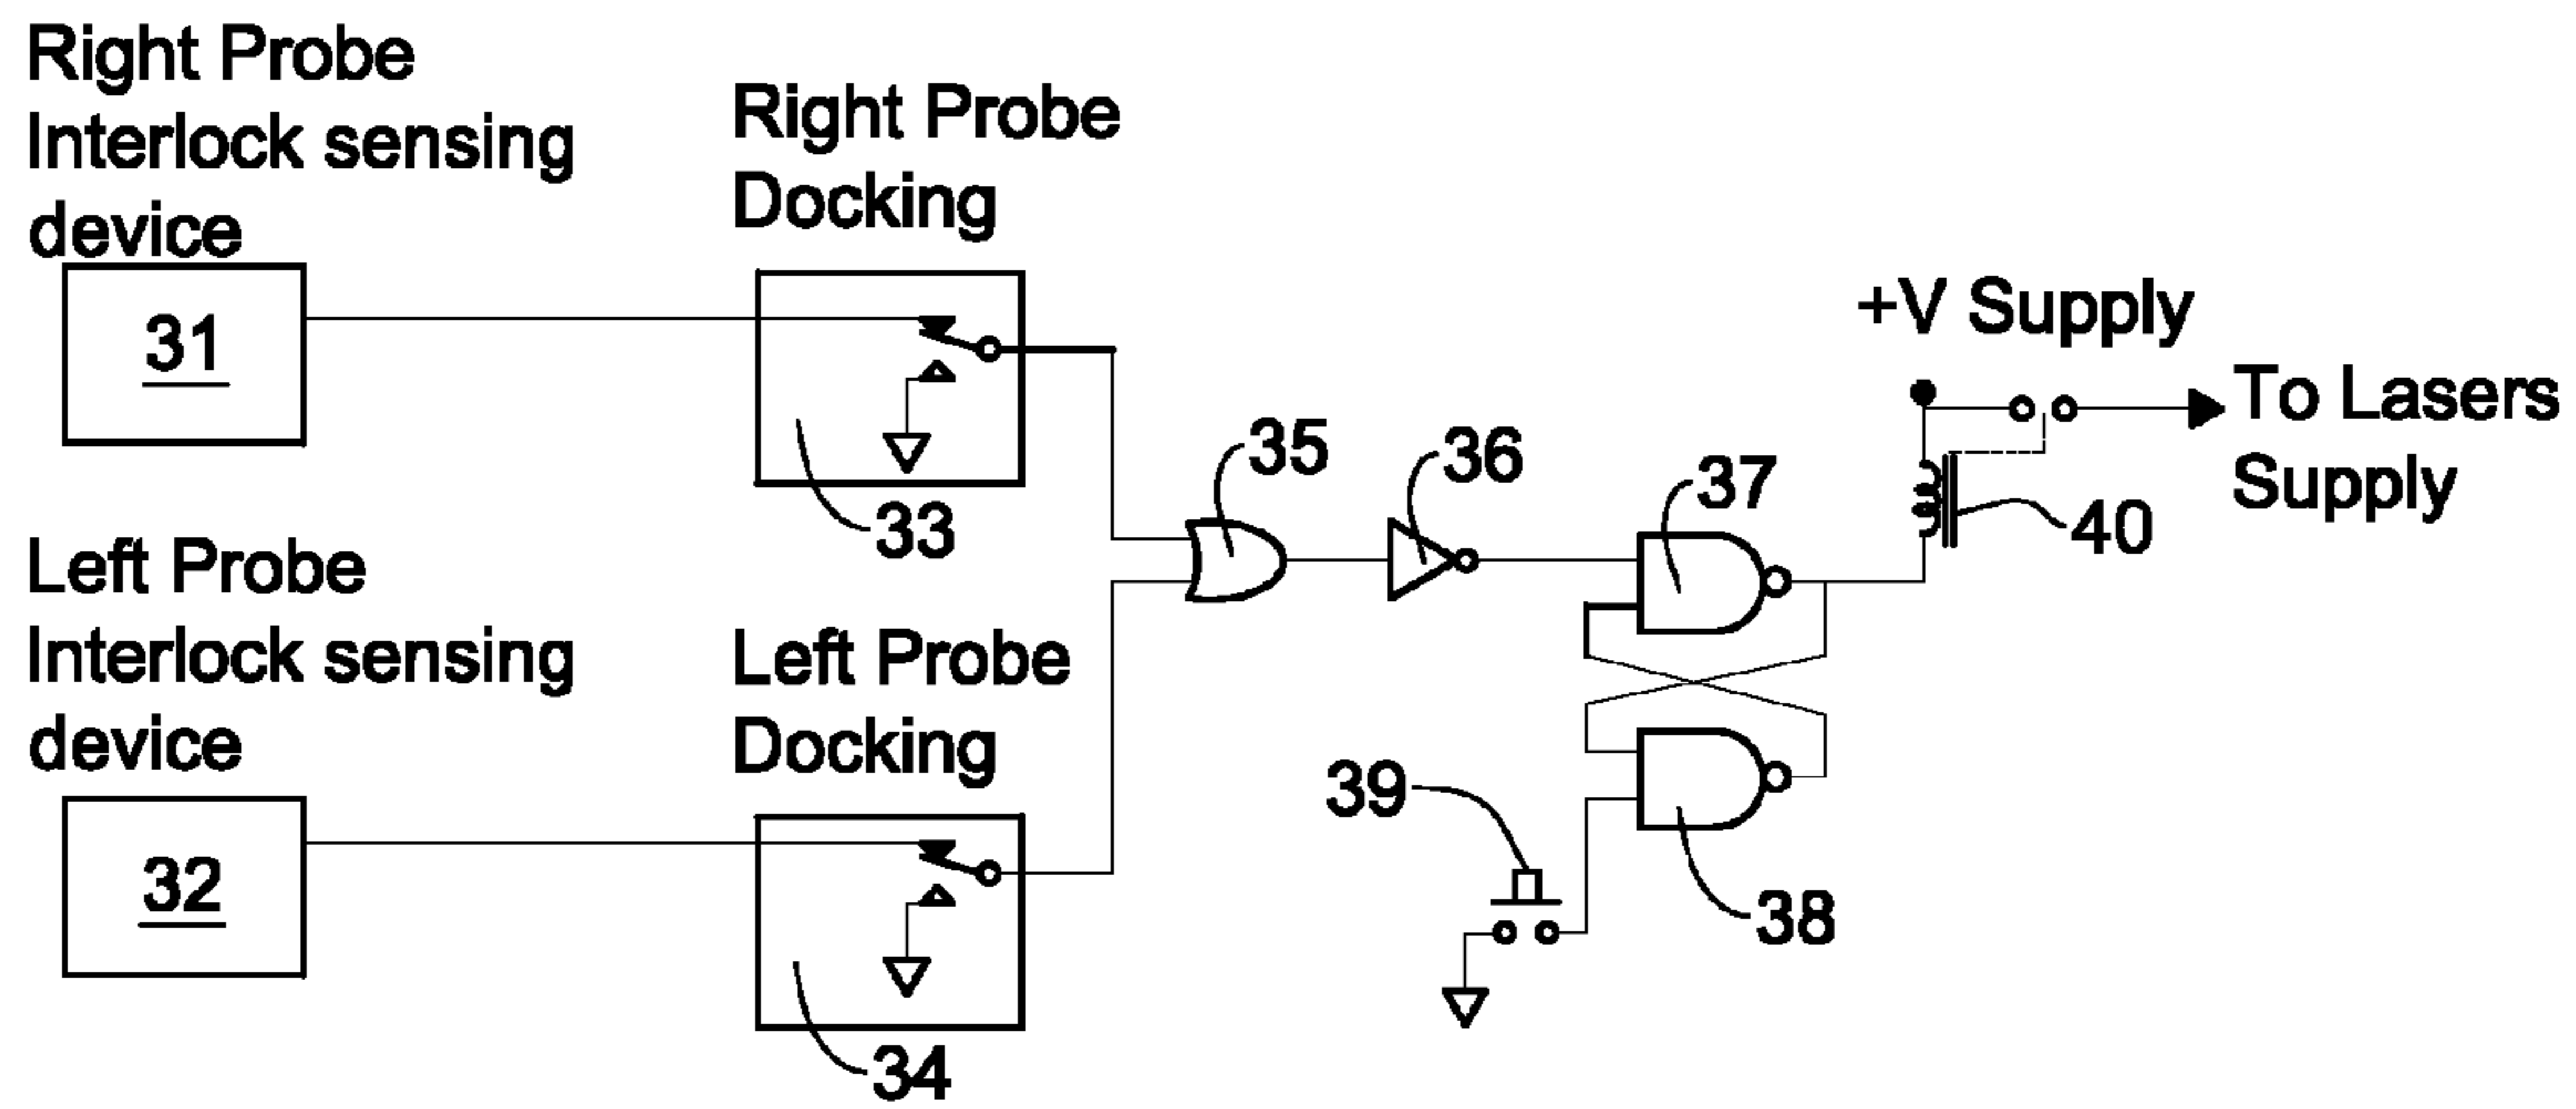 Right Probe
Interlock sensing
device
31
Right Probe
Docking
33
Left Probe
Interlock sensing
device
32
Left Probe
Docking
34
35
36
37
38
39
+V Supply
To Lasers
Supply
40